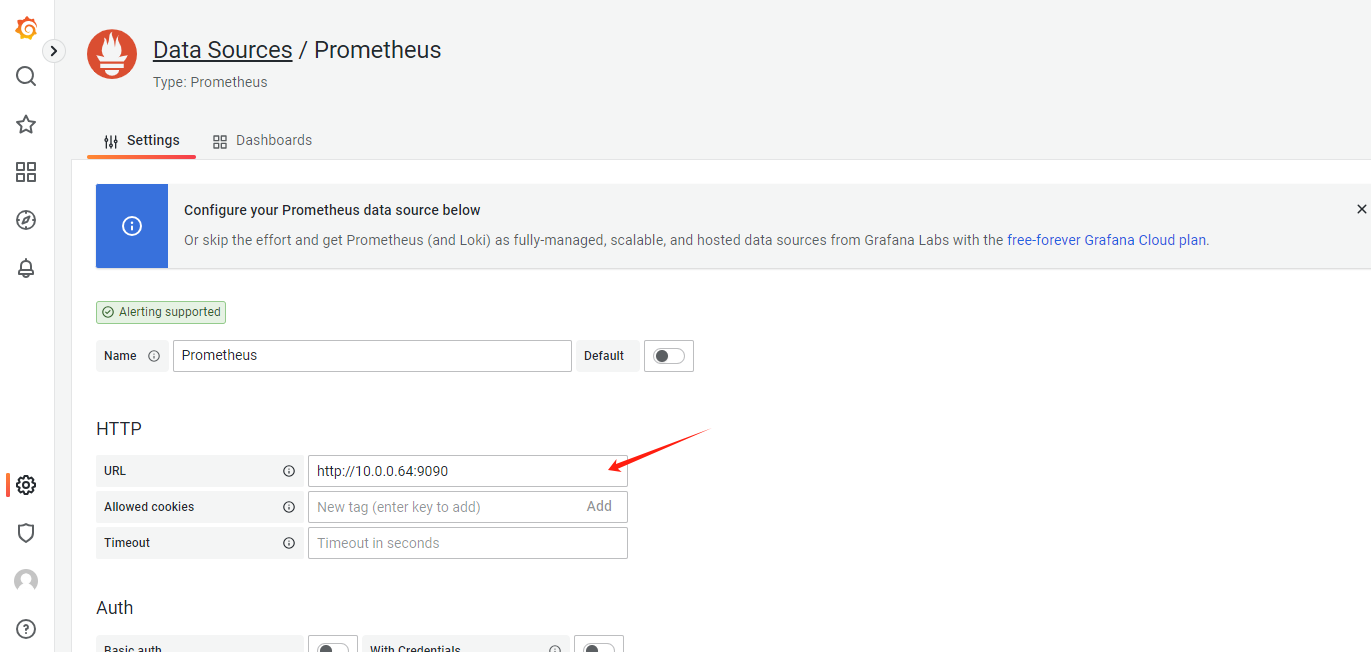 Data Sources / Prometheus
Type: Prometheus
Settings Dashboards
Configure your Prometheus data source below
Or skip the effort and get Prometheus (and Loki) as fully-managed, scalable, and hosted data sources from Grafana Labs with the free-forever Grafana Cloud plan.
Alerting supported
Name Prometheus Default
HTTP
URL http://10.0.0.64:9090
Allowed cookies New tag (enter key to add) Add
Timeout Timeout in seconds
Auth
Basic auth With Credentials